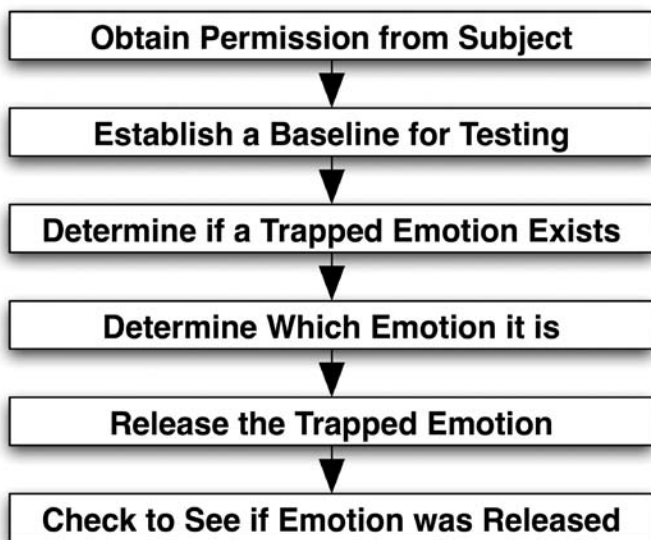 Obtain Permission from Subject
Establish a Baseline for Testing
Determine if a Trapped Emotion Exists
Determine Which Emotion it is
Release the Trapped Emotion
Check to See if Emotion was Released